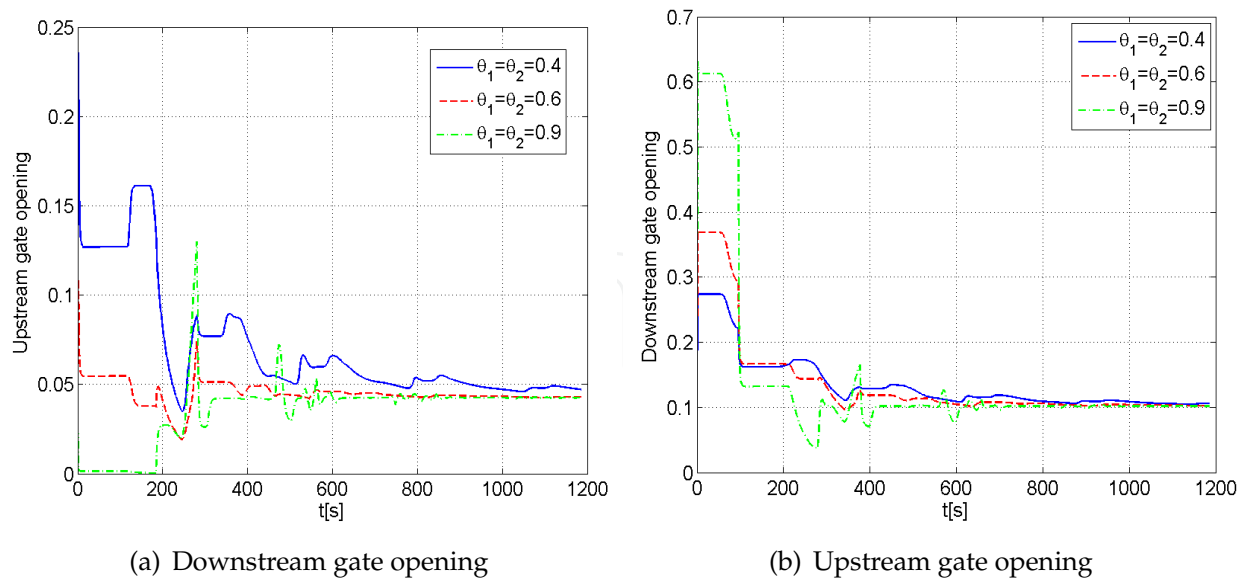 0.25
0.2
0.15
0.1
0.05
0
Upstream gate opening
0 200 400 600 800 1000 1200
t[s]
θ1=θ2=0.4
θ1=θ2=0.6
θ1=θ2=0.9
(a) Downstream gate opening
0.7
0.6
0.5
0.4
0.3
0.2
0.1
0
Downstream gate opening
0 200 400 600 800 1000 1200
t[s]
θ1=θ2=0.4
θ1=θ2=0.6
θ1=θ2=0.9
(b) Upstream gate opening